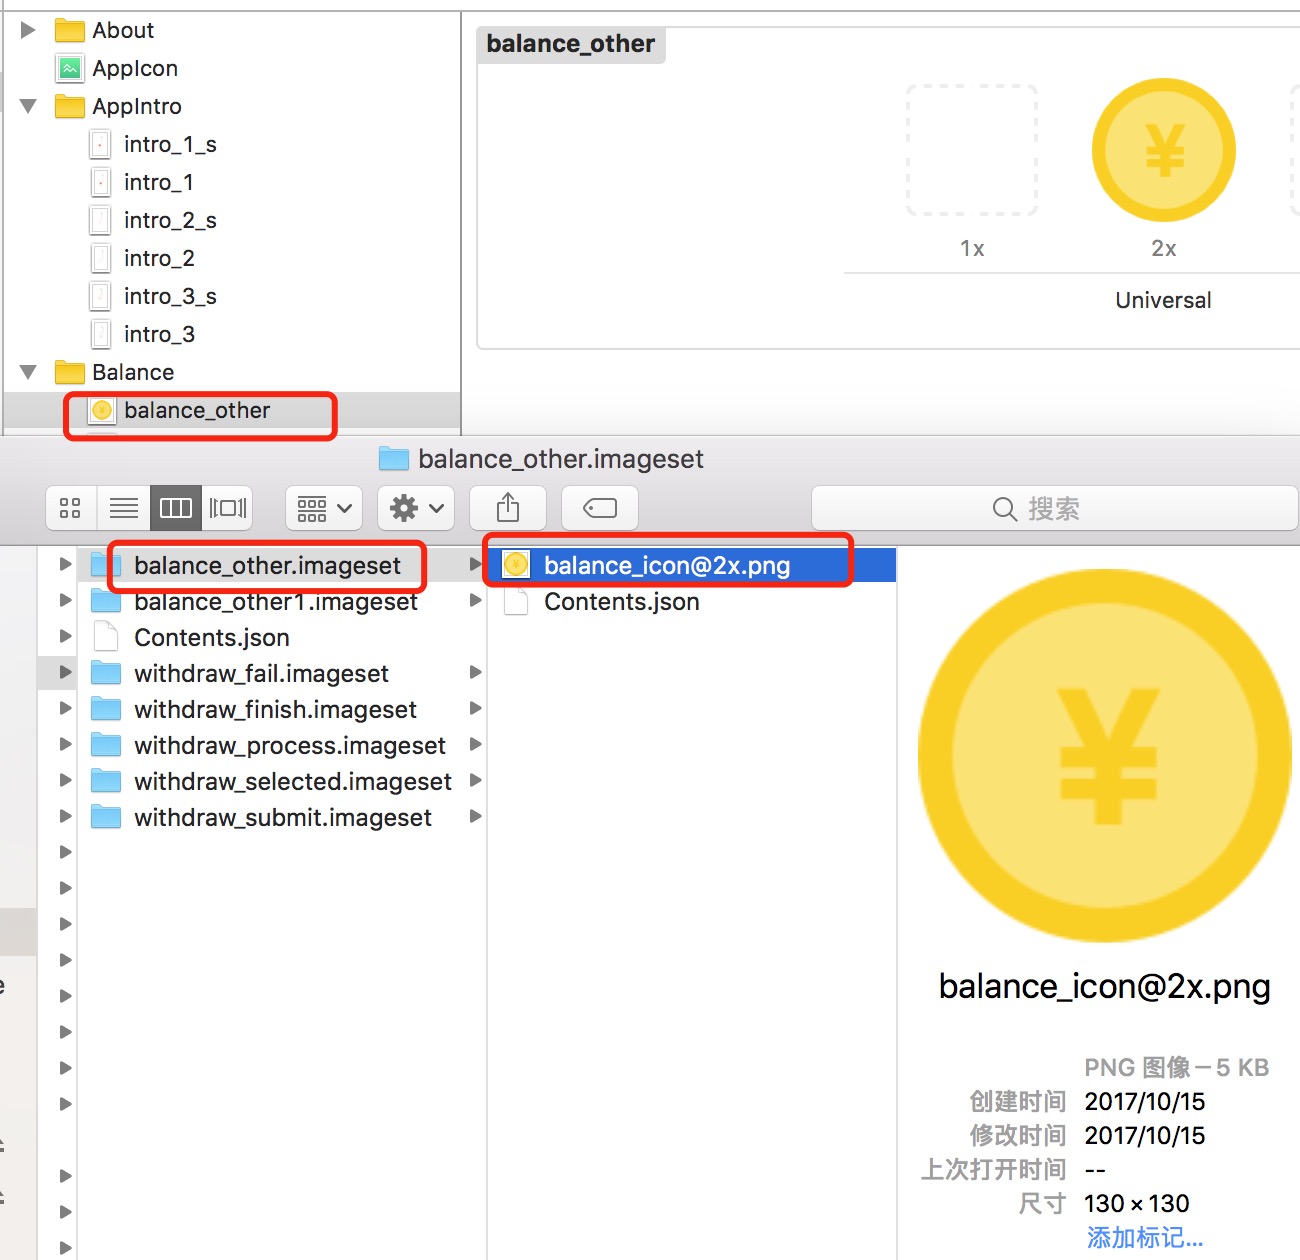 About
AppIcon
AppIntro
intro_1_s
intro_1
intro_2_s
intro_2
intro_3_s
intro_3
Balance
balance_other
balance_other
¥
1x
2x
Universal
balance_other.imageset
搜索
balance_other.imageset
balance_other1.imageset
Contents.json
withdraw_fail.imageset
withdraw_finish.imageset
withdraw_process.imageset
withdraw_selected.imageset
withdraw_submit.imageset
balance_icon@2x.png
Contents.json
¥
balance_icon@2x.png
PNG 图像 – 5 KB
创建时间 2017/10/15
修改时间 2017/10/15
上次打开时间 --
尺寸 130 × 130
添加标记...